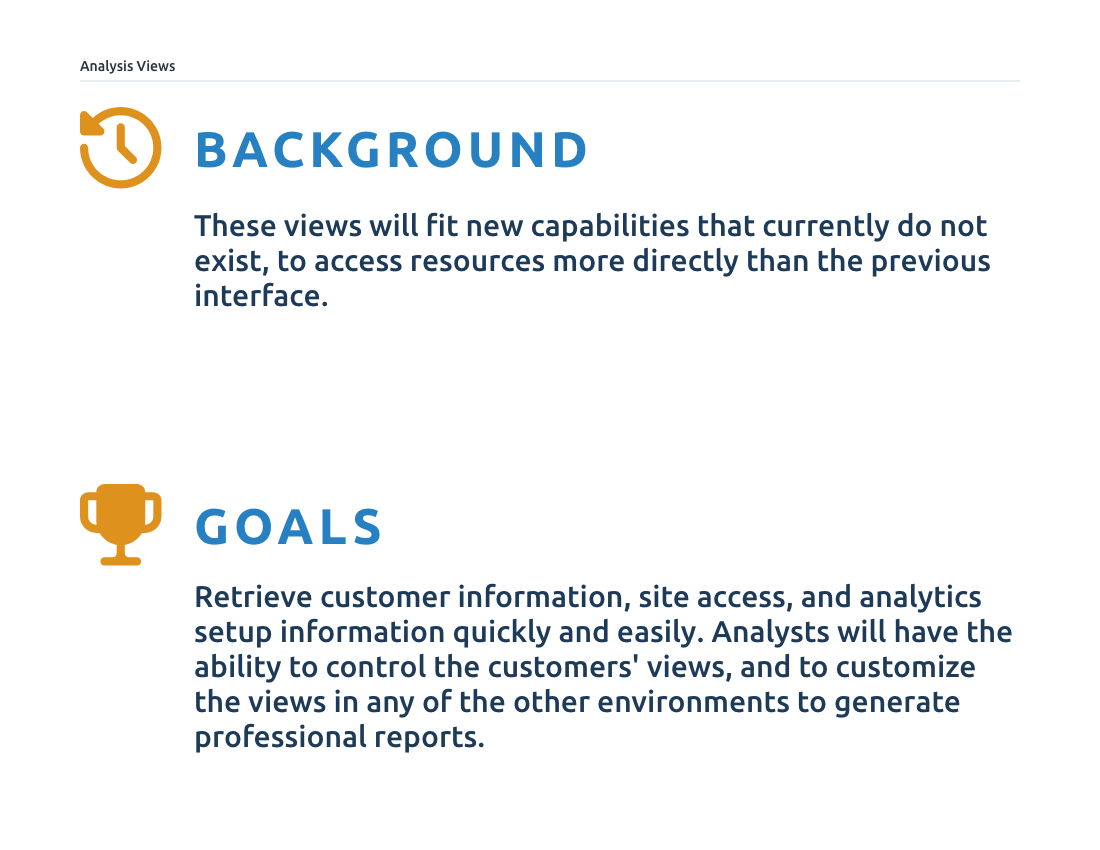 Analysis Views
BACKGROUND
These views will fit new capabilities that currently do not
exist, to access resources more directly than the previous
interface.
GOALS
Retrieve customer information, site access, and analytics
setup information quickly and easily. Analysts will have the
ability to control the customers' views, and to customize
the views in any of the other environments to generate
professional reports.